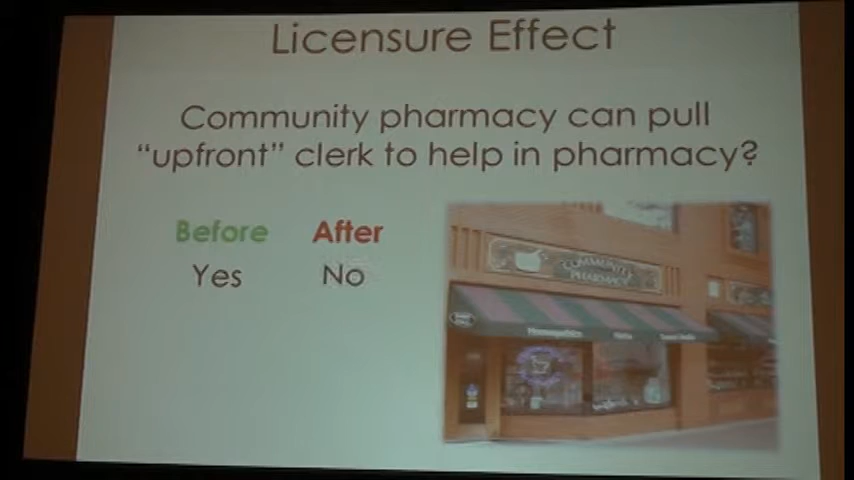 Licensure Effect
Community pharmacy can pull
“upfront” clerk to help in pharmacy?
Before After
Yes No
COMMUNITY
PHARMACY
Homeopathics